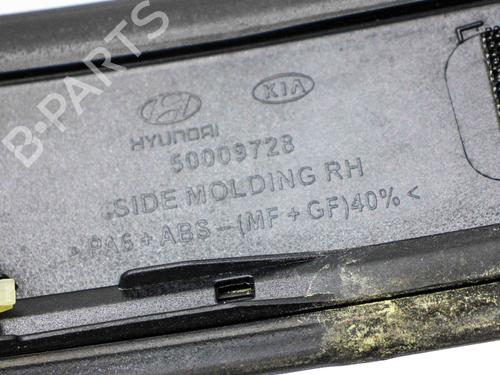 B-PARTS
HYUNDAI
KIA
50009728
SIDE MOLDING RH
>PA6 + ABS-(MF + GF)40%<